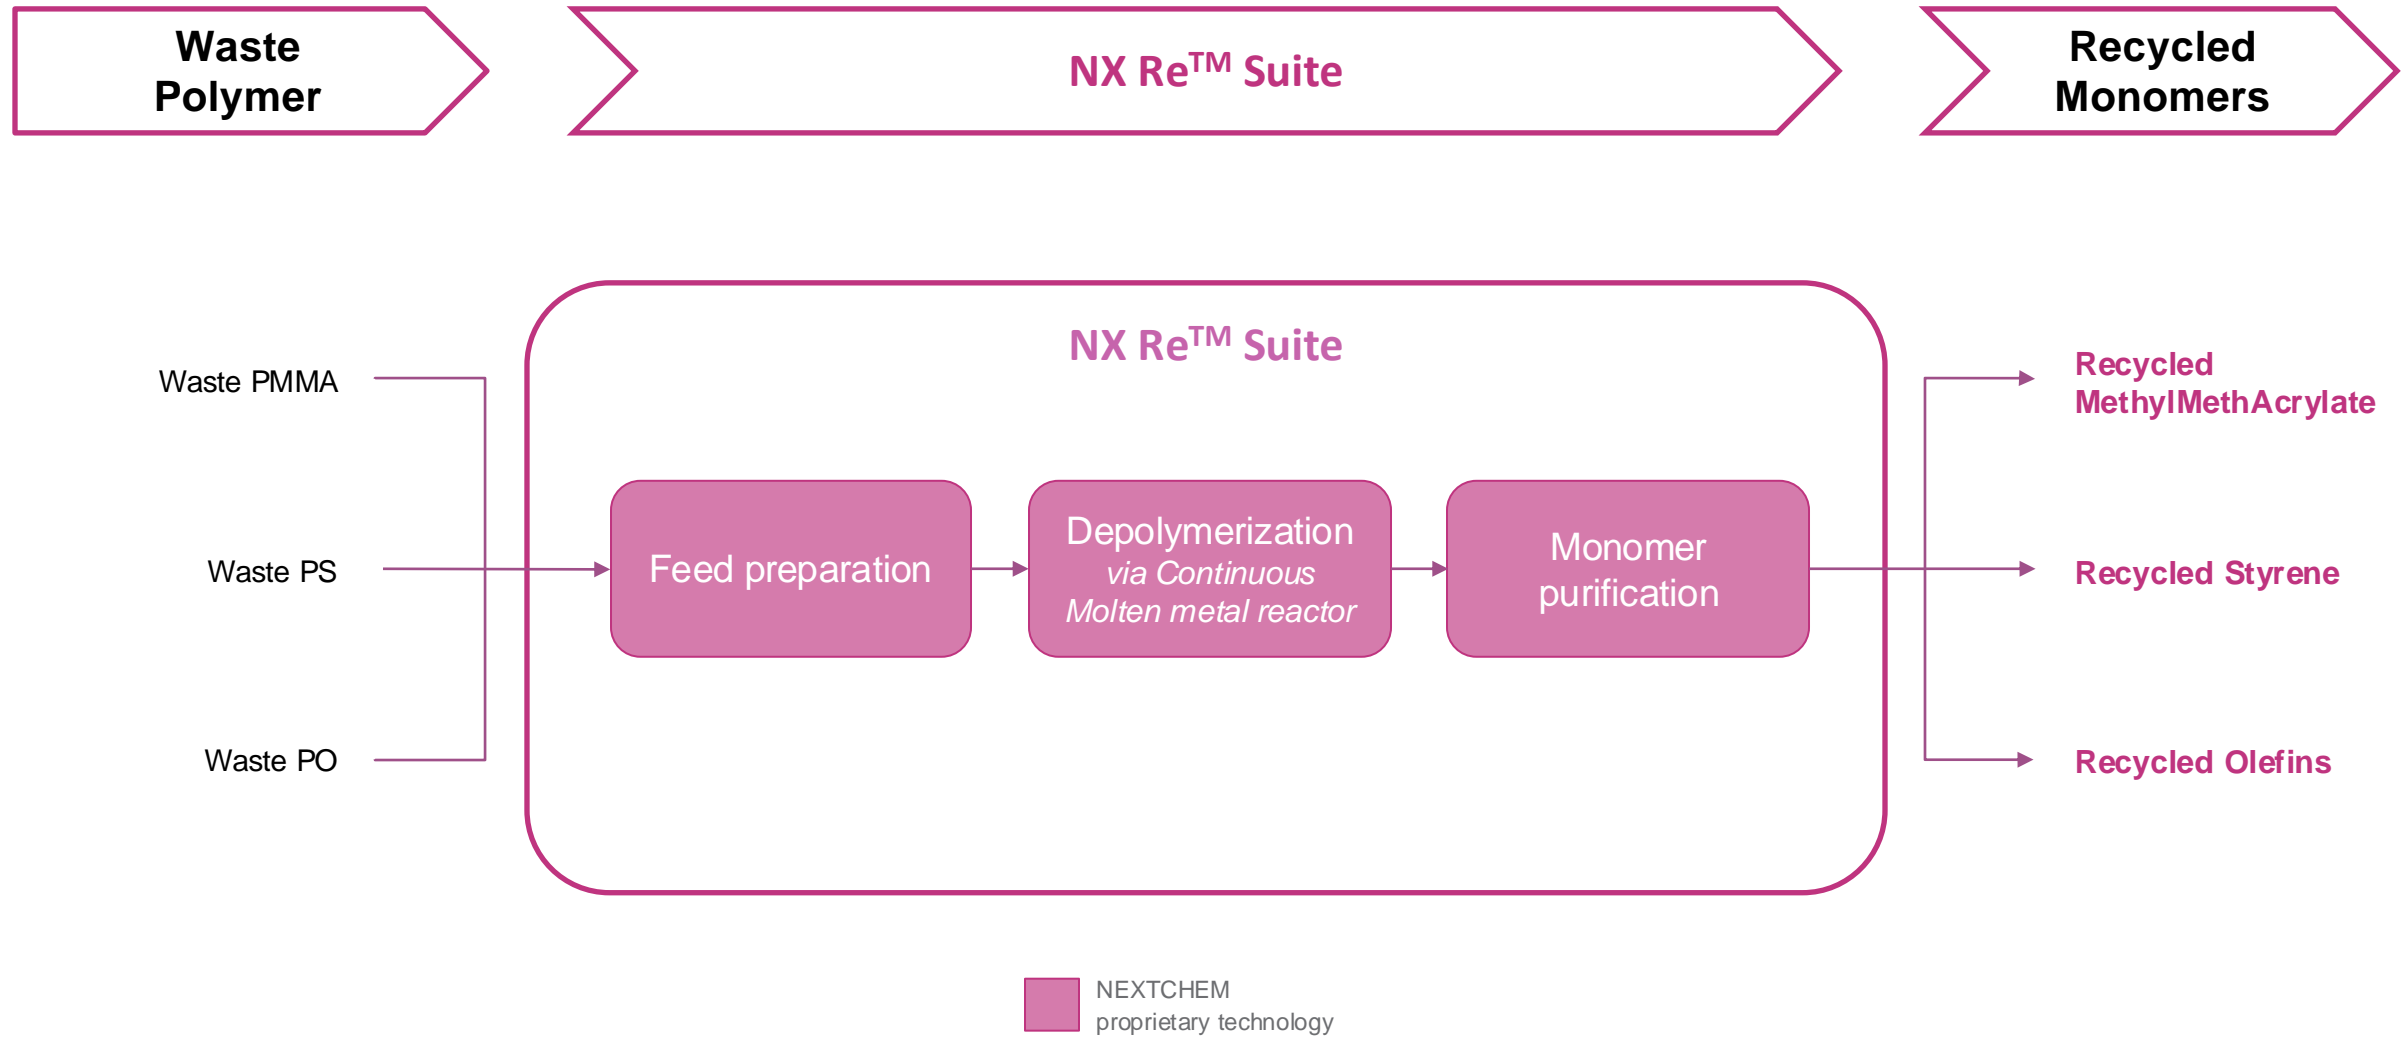 Waste
Polymer
NX Re™ Suite
Recycled
Monomers
NX Re™ Suite
Waste PMMA
Waste PS
Waste PO
Feed preparation
Depolymerization
via Continuous
Molten metal reactor
Monomer
purification
Recycled
MethylMethAcrylate
Recycled Styrene
Recycled Olefins
NEXTCHEM
proprietary technology